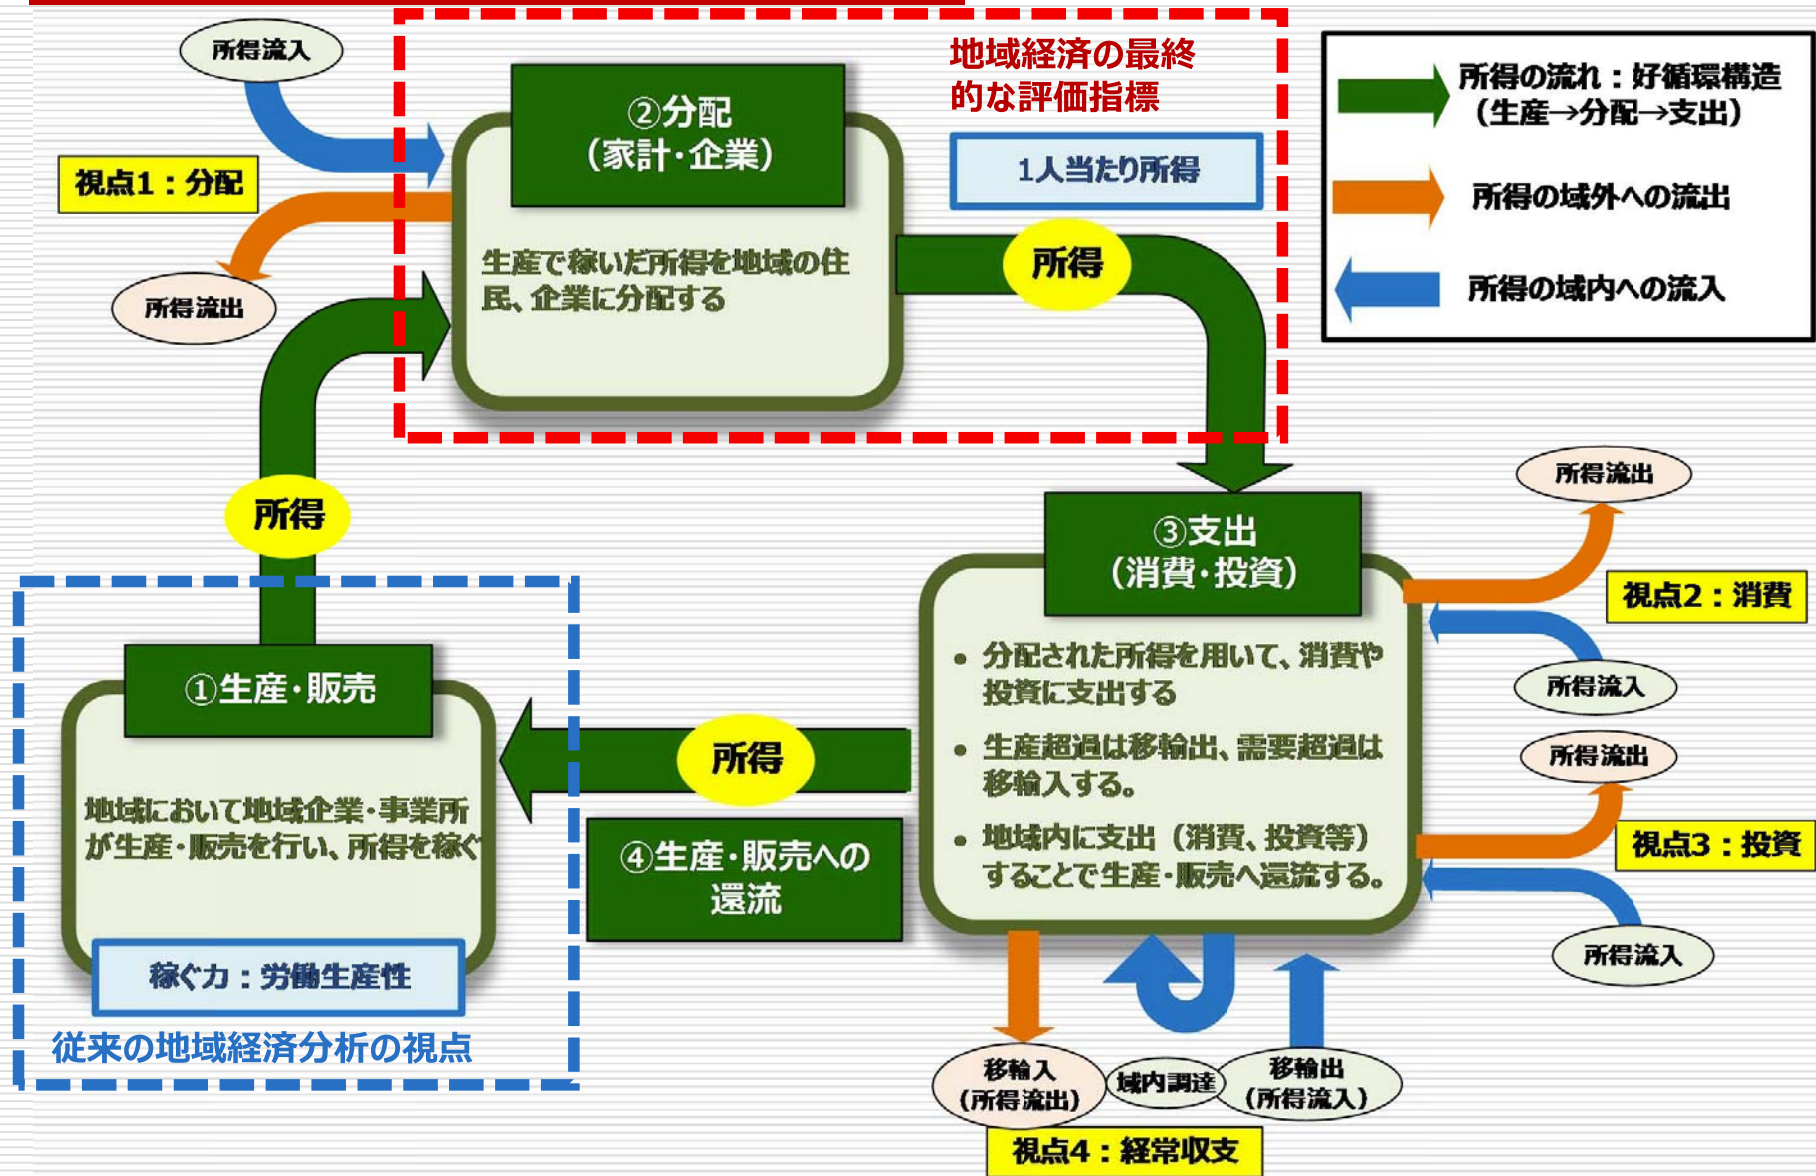 所得流入
視点1：分配
所得流出
②分配
（家計・企業）
生産で稼いだ所得を地域の住
民、企業に分配する
地域経済の最終
的な評価指標
1人当たり所得
所得
所得の流れ：好循環構造
（生産→分配→支出）
所得の域外への流出
所得の域内への流入
所得
③支出
（消費・投資）
• 分配された所得を用いて、消費や
投資に支出する
• 生産超過は移輸出、需要超過は
移輸入する。
• 地域内に支出（消費、投資等）
することで生産・販売へ還流する。
所得流出
視点2：消費
所得流入
所得流出
視点3：投資
所得流入
①生産・販売
地域において地域企業・事業所
が生産・販売を行い、所得を稼ぐ
稼ぐ力：労働生産性
従来の地域経済分析の視点
所得
④生産・販売への
還流
移輸入
（所得流出）
域内調達
移輸出
（所得流入）
視点4：経常収支